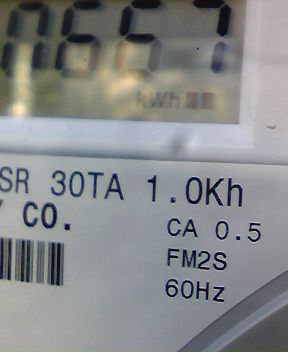 0657
kWh
SR 30TA 1.0Kh
Y CO.
CA 0.5
FM2S
60Hz